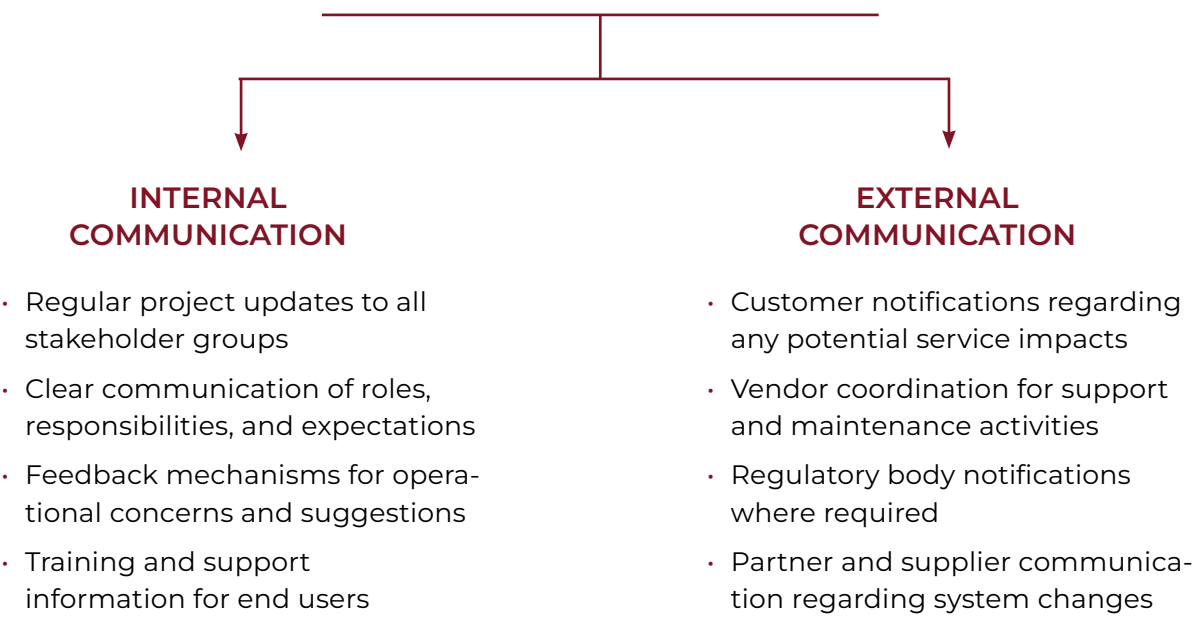 INTERNAL
COMMUNICATION
· Regular project updates to all
stakeholder groups
· Clear communication of roles,
responsibilities, and expectations
· Feedback mechanisms for opera-
tional concerns and suggestions
· Training and support
information for end users
EXTERNAL
COMMUNICATION
· Customer notifications regarding
any potential service impacts
· Vendor coordination for support
and maintenance activities
· Regulatory body notifications
where required
· Partner and supplier communica-
tion regarding system changes